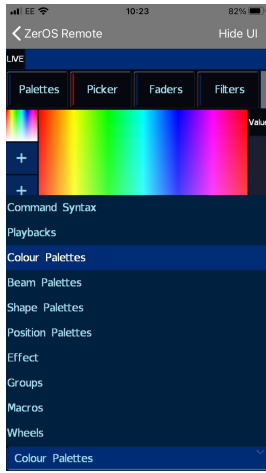 EE 10:23 82%
ZerOS Remote Hide UI
LIVE
Palettes Picker Faders Filters
+ Value
+
Command Syntax
Playbacks
Colour Palettes
Beam Palettes
Shape Palettes
Position Palettes
Effect
Groups
Macros
Wheels
Colour Palettes